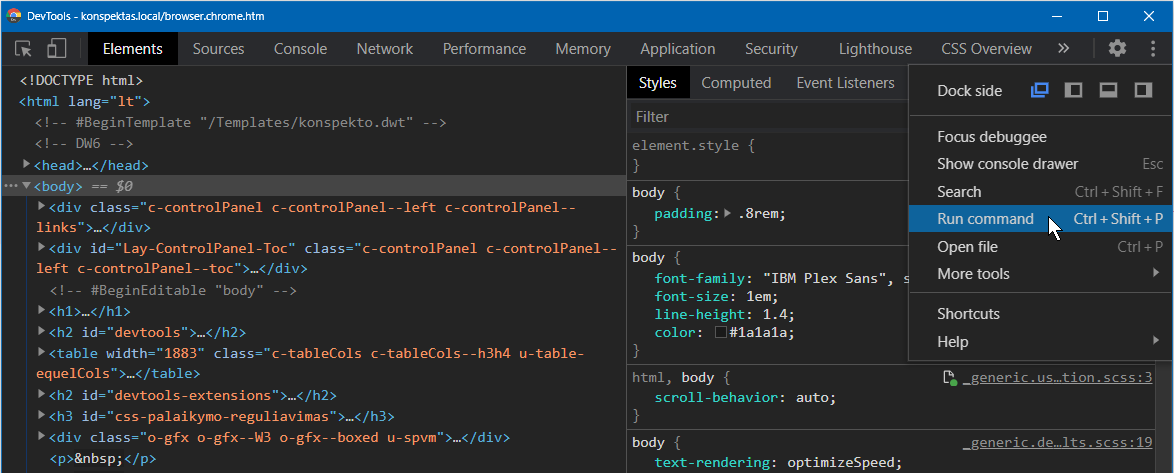 DevTools - konspektas.local/browser.chrome.htm
Elements Sources Console Network Performance Memory Application Security Lighthouse CSS Overview »
<!DOCTYPE html>
<html lang="lt">
<!-- #BeginTemplate "/Templates/konspekto.dwt" -->
<!-- DW6 -->
<head>…</head>
<body> == $0
<div class="c-controlPanel c-controlPanel--left c-controlPanel--
links">…</div>
<div id="Lay-ControlPanel-Toc" class="c-controlPanel c-controlPanel--
left c-controlPanel--toc">…</div>
<!-- #BeginEditable "body" -->
<h1>…</h1>
<h2 id="devtools">…</h2>
<table width="1883" class="c-tableCols c-tableCols--h3h4 u-table-
equelCols">…</table>
<h2 id="devtools-extensions">…</h2>
<h3 id="css-palaikymo-reguliavimas">…</h3>
<div class="o-gfx o-gfx--W3 o-gfx--boxed u-spvm">…</div>
<p>&nbsp;</p>
Styles Computed Event Listeners
Filter
element.style {
}
body {
padding: .8rem;
}
body {
font-family: "IBM Plex Sans", s
font-size: 1em;
line-height: 1.4;
color: #1a1a1a;
}
html, body { _generic.us…tion.scss:3
scroll-behavior: auto;
}
body { _generic.de…lts.scss:19
text-rendering: optimizeSpeed;
Dock side
Focus debuggee
Show console drawer Esc
Search Ctrl + Shift + F
Run command Ctrl + Shift + P
Open file Ctrl + P
More tools
Shortcuts
Help